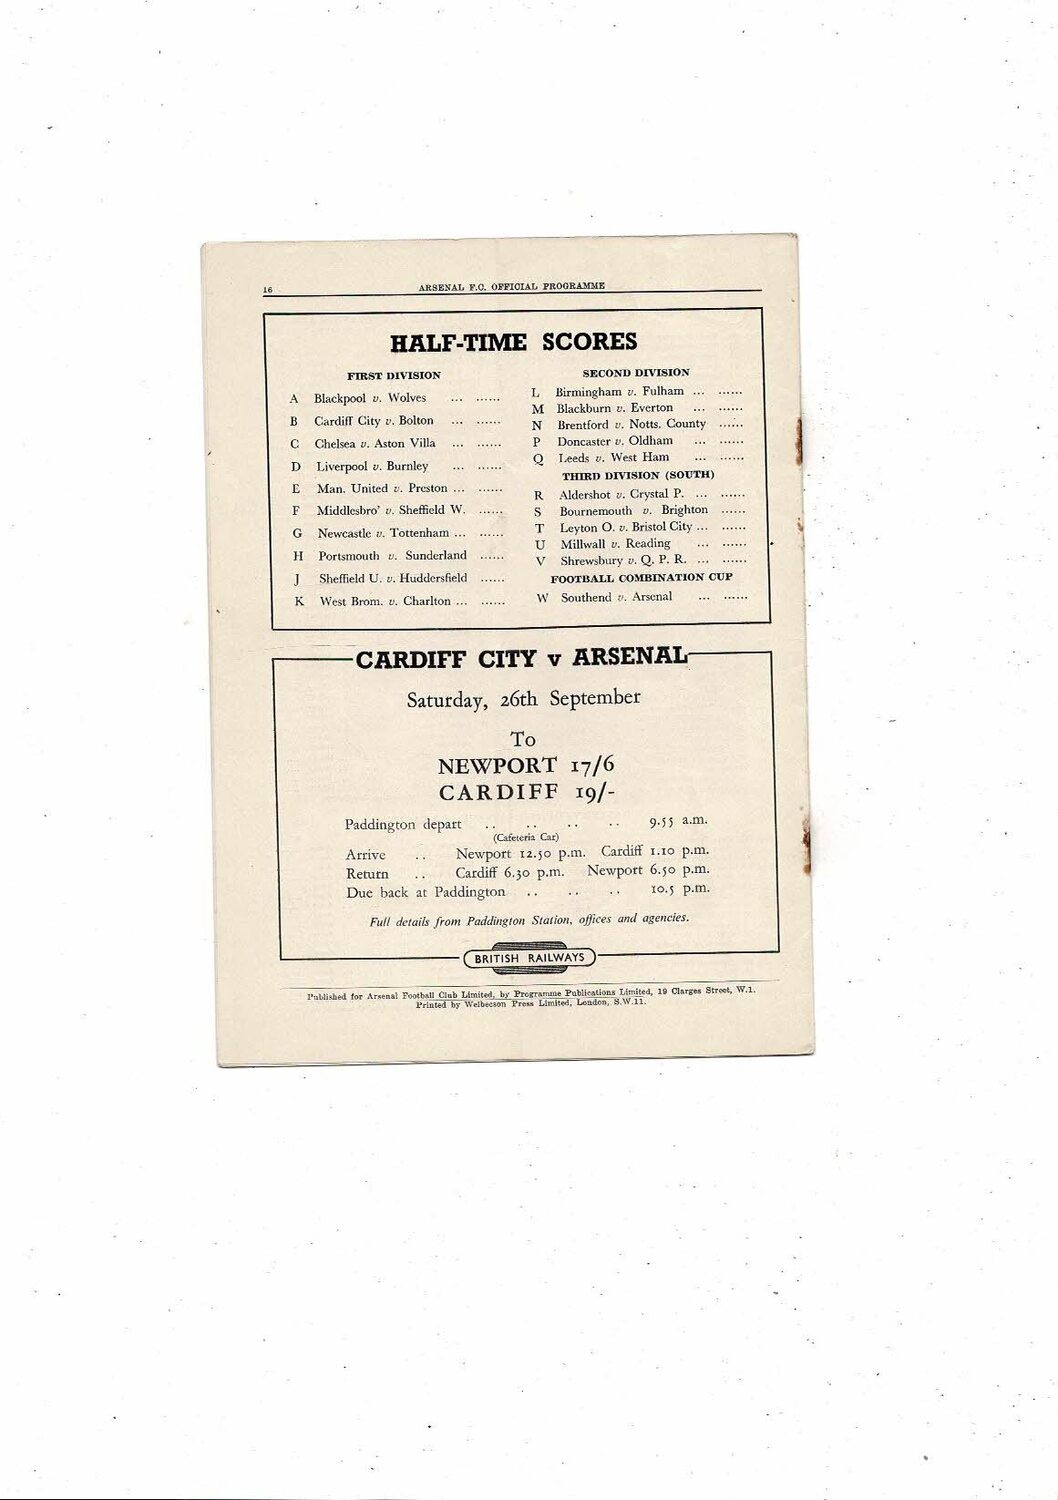 16
ARSENAL F.C. OFFICIAL PROGRAMME
HALF-TIME SCORES
FIRST DIVISION
A Blackpool v. Wolves ... ......
B Cardiff City v. Bolton ... ......
C Chelsea v. Aston Villa ... ......
D Liverpool v. Burnley ... ......
E Man. United v. Preston ... ......
F Middlesbro' v. Sheffield W. ......
G Newcastle v. Tottenham ... ......
H Portsmouth v. Sunderland ......
J Sheffield U. v. Huddersfield ......
K West Brom. v. Charlton ... ......
SECOND DIVISION
L Birmingham v. Fulham ... ......
M Blackburn v. Everton ... ......
N Brentford v. Notts. County ......
P Doncaster v. Oldham ... ......
Q Leeds v. West Ham ... ......
THIRD DIVISION (SOUTH)
R Aldershot v. Crystal P. ... ......
S Bournemouth v. Brighton ......
T Leyton O. v. Bristol City ... ......
U Millwall v. Reading ... ......
V Shrewsbury v. Q. P. R. ... ......
FOOTBALL COMBINATION CUP
W Southend v. Arsenal ... ......
CARDIFF CITY v ARSENAL
Saturday, 26th September
To
NEWPORT 17/6
CARDIFF 19/-
Paddington depart .. .. .. .. 9.55 a.m.
(Cafeteria Car)
Arrive .. Newport 12.50 p.m. Cardiff 1.10 p.m.
Return .. Cardiff 6.30 p.m. Newport 6.50 p.m.
Due back at Paddington .. .. .. 10.5 p.m.
Full details from Paddington Station, offices and agencies.
BRITISH RAILWAYS
Published for Arsenal Football Club Limited, by Programme Publications Limited, 19 Clarges Street, W.1.
Printed by Welbecson Press Limited, London, S.W.11.